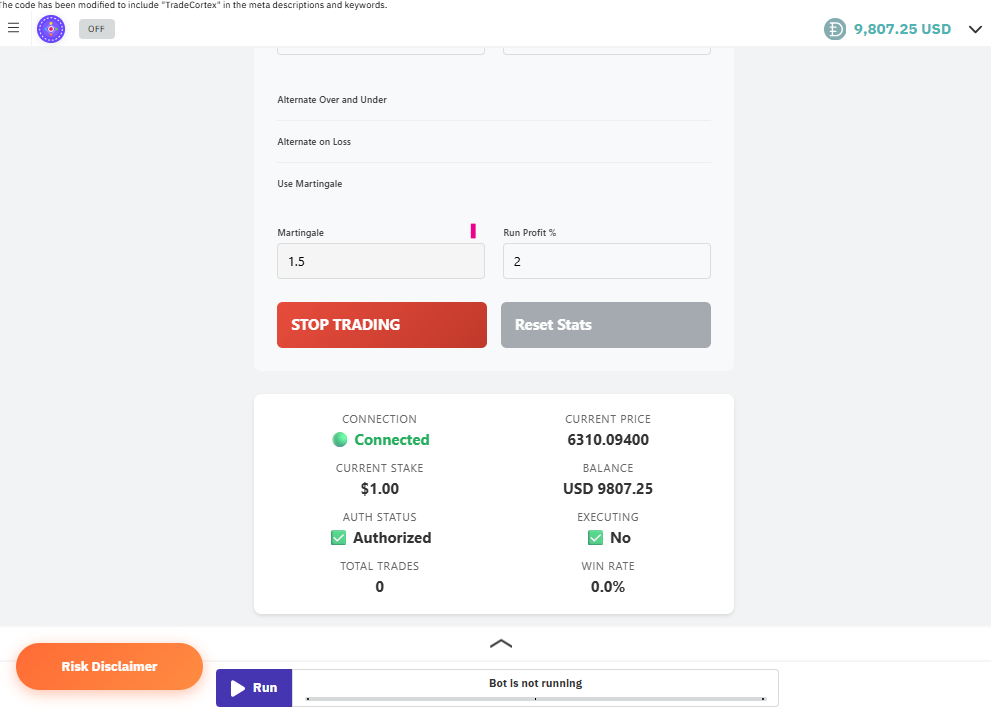 he code has been modified to include "TradeCortex" in the meta descriptions and keywords.
OFF
9,807.25 USD
Alternate Over and Under
Alternate on Loss
Use Martingale
Martingale
Run Profit %
1.5
2
STOP TRADING
Reset Stats
CONNECTION
CURRENT PRICE
Connected
6310.09400
CURRENT STAKE
BALANCE
$1.00
USD 9807.25
AUTH STATUS
EXECUTING
Authorized
No
TOTAL TRADES
WIN RATE
0
0.0%
Risk Disclaimer
Run
Bot is not running